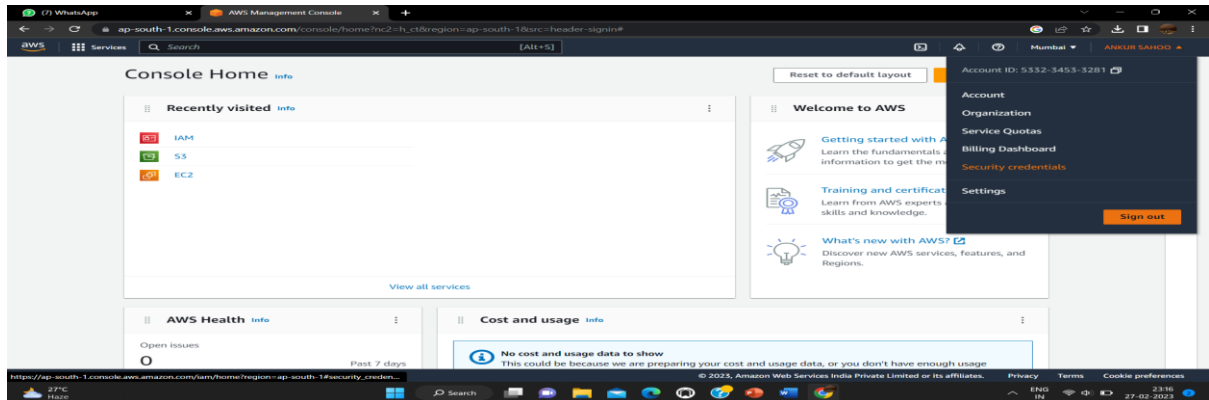 (7) WhatsApp
AWS Management Console
ap-south-1.console.aws.amazon.com/console/home?nc2=h_ct&region=ap-south-1&src=header-signin#
aws
Services
Search
[Alt+S]
Mumbai
ANKUR SAHOO
Console Home Info
Reset to default layout
Account ID: 5332-3453-3281
Account
Organization
Service Quotas
Billing Dashboard
Security credentials
Settings
Sign out
Recently visited Info
IAM
S3
EC2
View all services
Welcome to AWS
Getting started with
Learn the fundamentals
information to get the
Training and
Learn from AWS experts
skills and knowledge.
What's new with AWS?
Discover new AWS services, features, and
Regions.
AWS Health Info
Open issues
0
Past 7 days
Cost and usage Info
No cost and usage data to show
This could be because we are preparing your cost and usage data, or you don't have enough usage
https://ap-south-1.console.aws.amazon.com/iam/home?region=ap-south-1#security_creden...
© 2023, Amazon Web Services India Private Limited or its affiliates.
Privacy
Terms
Cookie preferences
27°C
Haze
Search
ENG
IN
23:16
27-02-2023